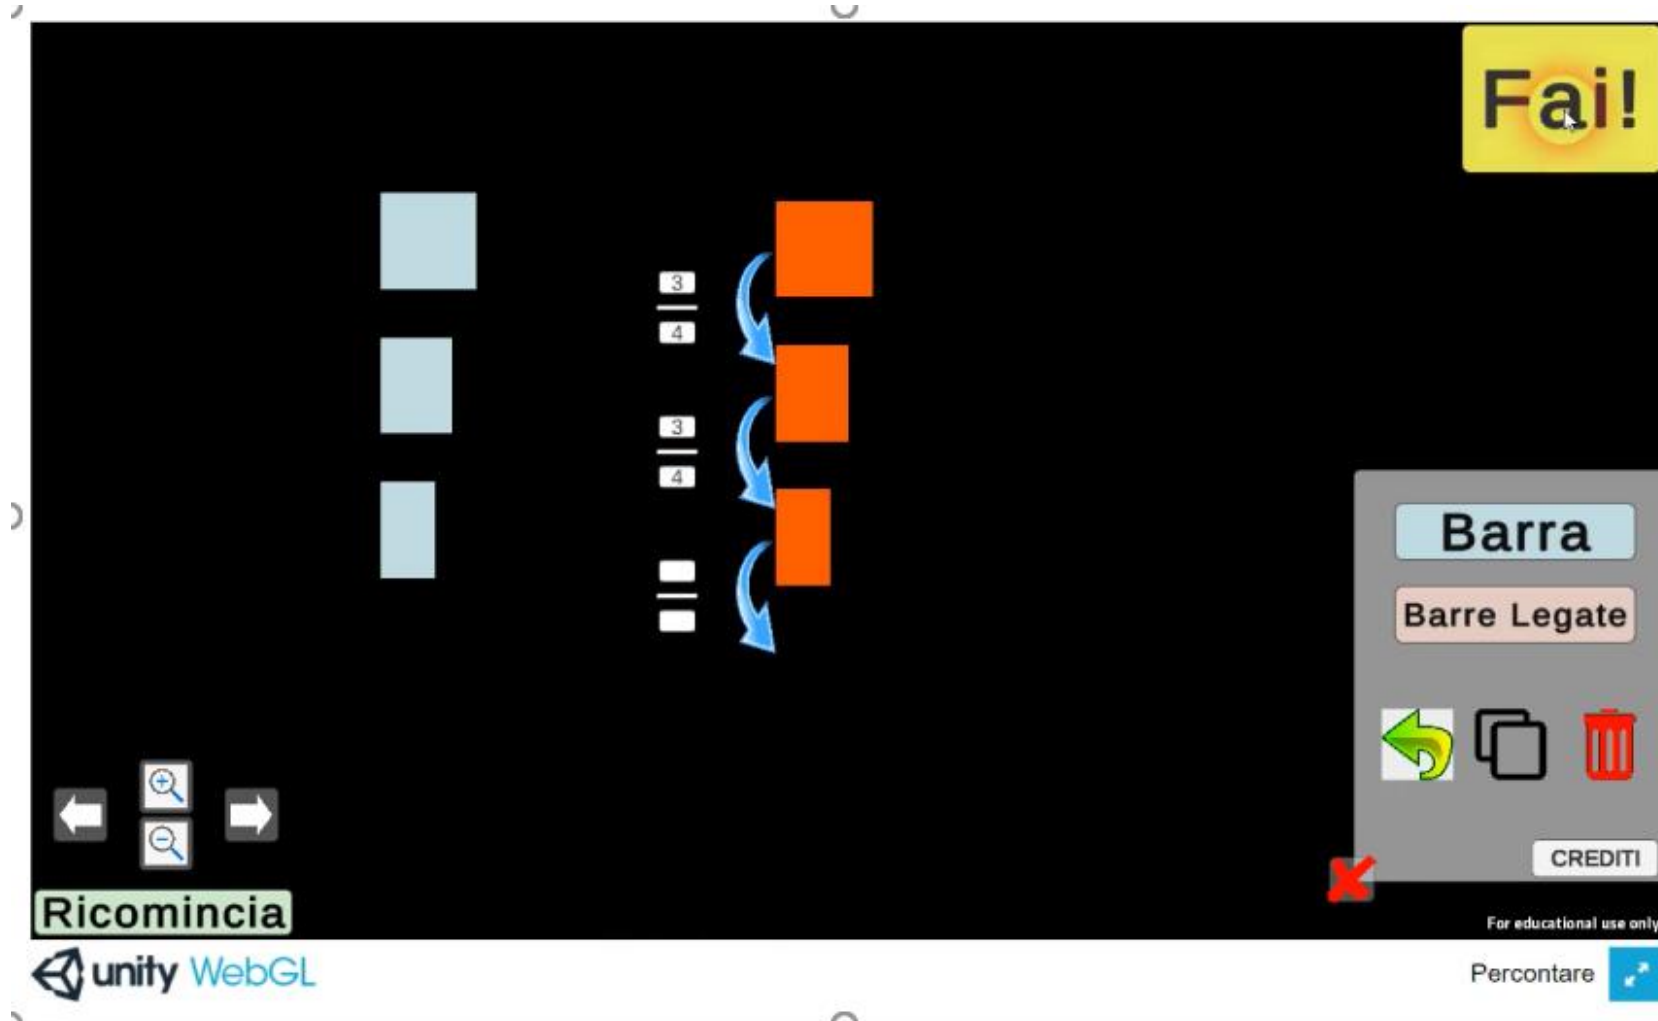 Fai!
3
4
3
4
Barra
Barre Legate
CREDITI
Ricomincia
For educational use only
unity WebGL
Percontare